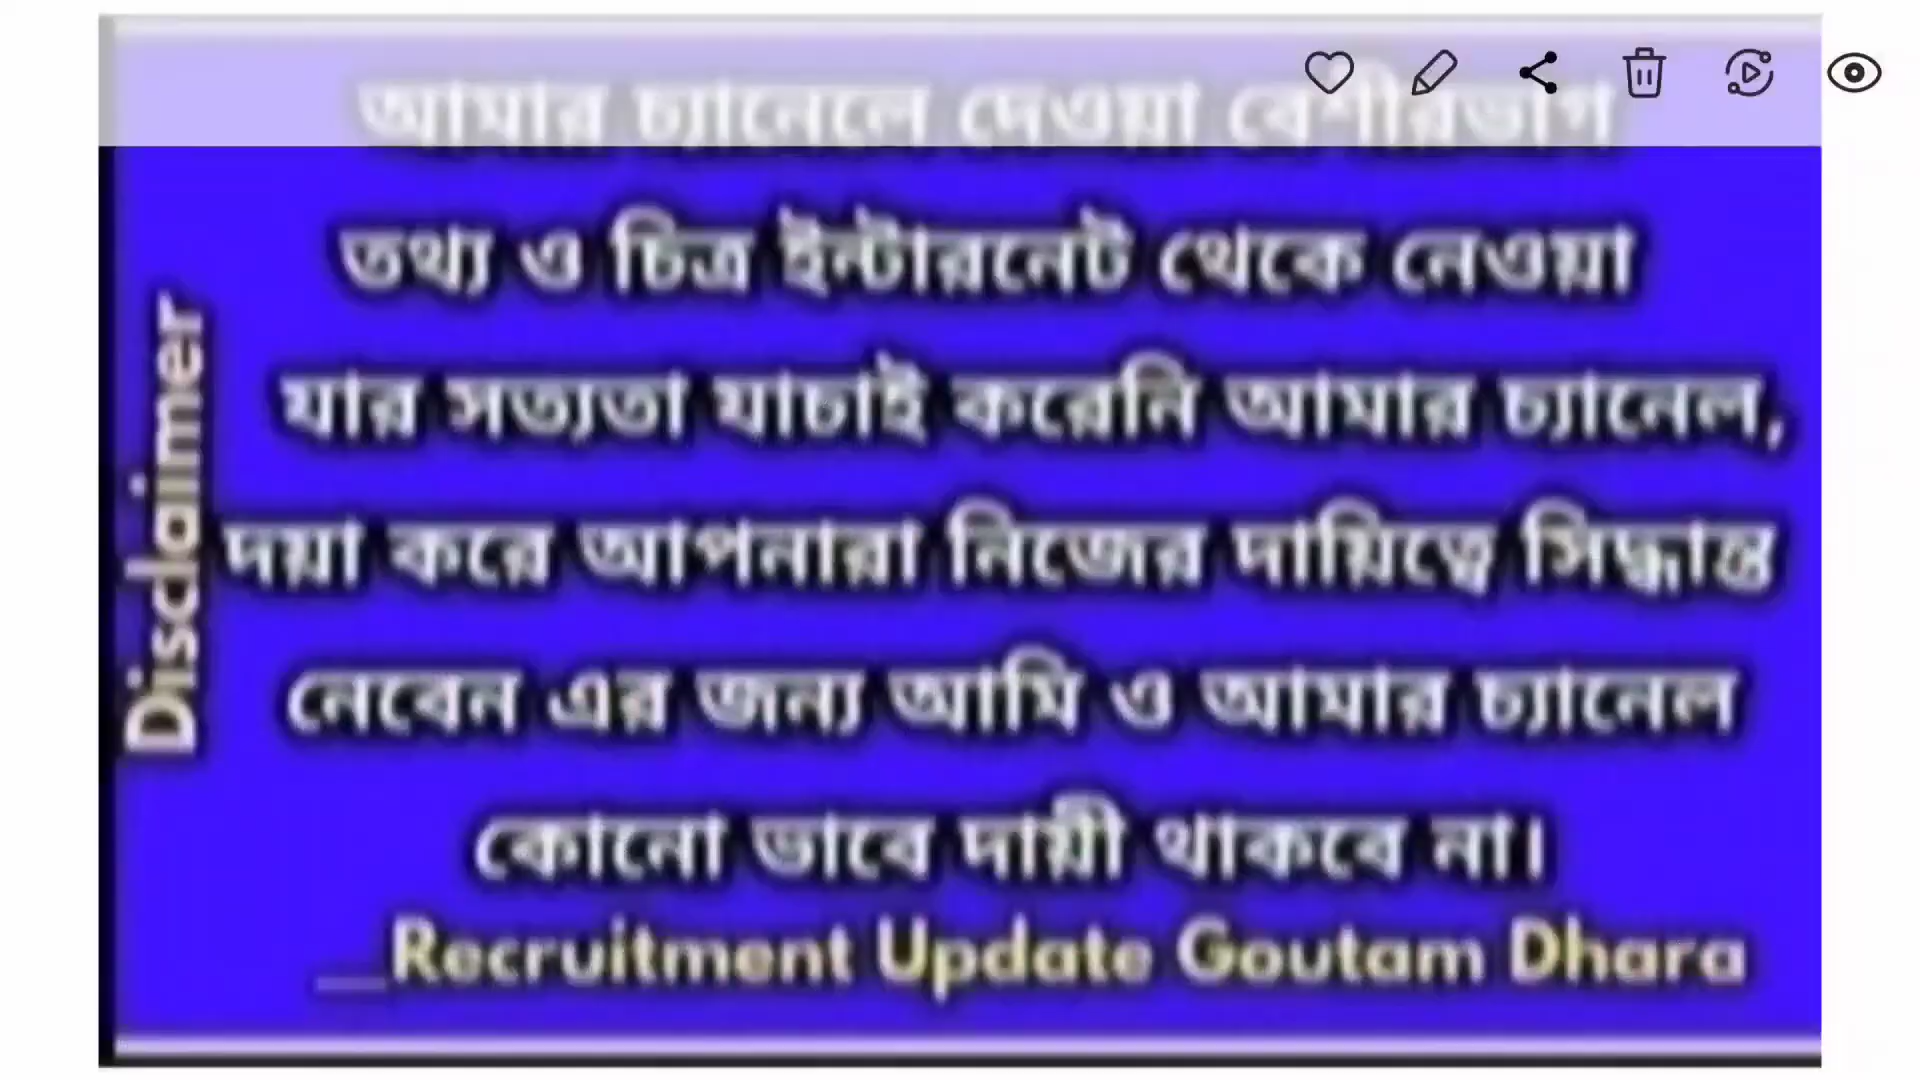 Disclaimer
আমার চ্যানেলে দেওয়া বেশীরভাগ
তথ্য ও চিত্র ইন্টারনেট থেকে নেওয়া
যার সত্যতা যাচাই করেনি আমার চ্যানেল,
দয়া করে আপনারা নিজের দায়িত্বে সিদ্ধান্ত
নেবেন এর জন্য আমি ও আমার চ্যানেল
কোনো ভাবে দায়ী থাকবে না।
__Recruitment Update Goutam Dhara